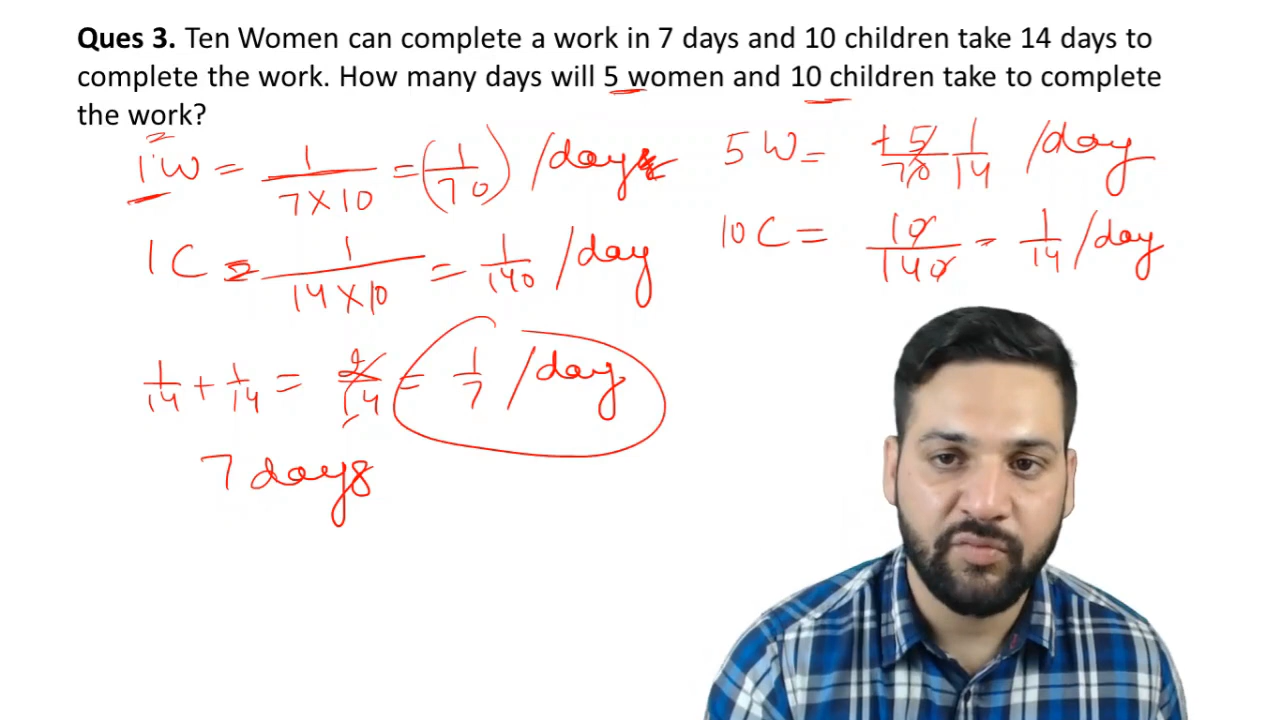 Ques 3. Ten Women can complete a work in 7 days and 10 children take 14 days to
complete the work. How many days will 5 women and 10 children take to complete
the work?
1W = 1/(7×10) = (1/70) /day
1C = 1/(14×10) = 1/140 /day
1/14 + 1/14 = 2/14 = 1/7 /day
7 days
5W = 5/70 1/14 /day
10C = 10/140 = 1/14 /day